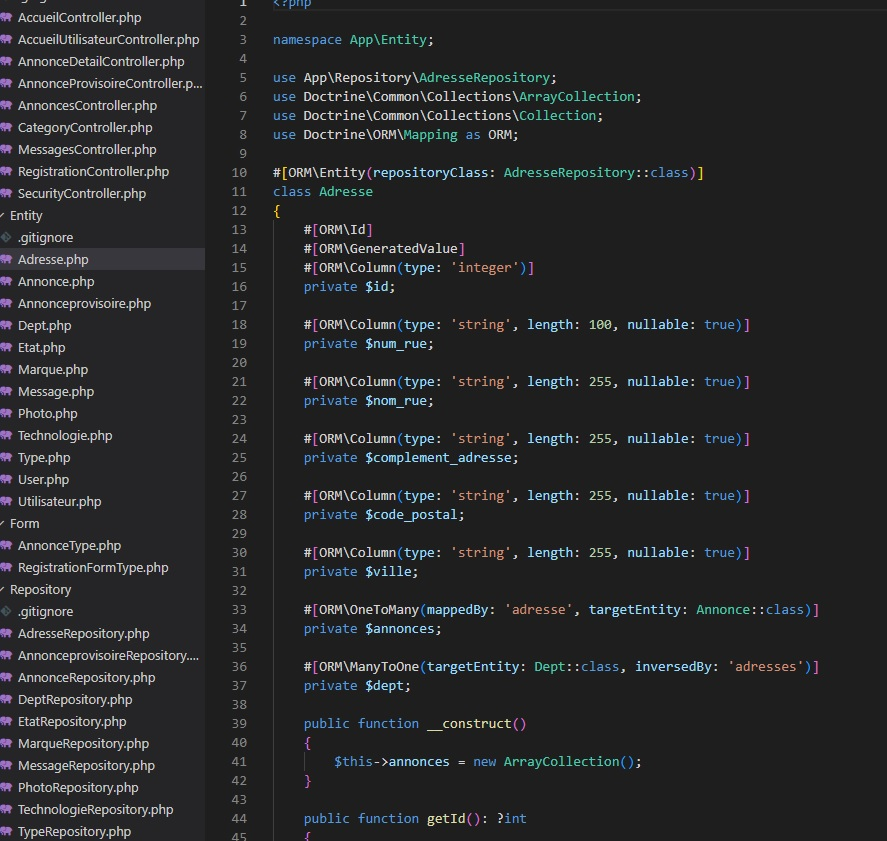 AccueilController.php
AccueilUtilisateurController.php
AnnonceDetailController.php
AnnonceProvisoireController.p...
AnnoncesController.php
CategoryController.php
MessagesController.php
RegistrationController.php
SecurityController.php
Entity
.gitignore
Adresse.php
Annonce.php
Annonceprovisoire.php
Dept.php
Etat.php
Marque.php
Message.php
Photo.php
Technologie.php
Type.php
User.php
Utilisateur.php
Form
AnnonceType.php
RegistrationFormType.php
Repository
.gitignore
AdresseRepository.php
AnnonceprovisoireRepository....
AnnonceRepository.php
DeptRepository.php
EtatRepository.php
MarqueRepository.php
MessageRepository.php
PhotoRepository.php
TechnologieRepository.php
TypeRepository.php
1 <?php
2
3 namespace App\Entity;
4
5 use App\Repository\AdresseRepository;
6 use Doctrine\Common\Collections\ArrayCollection;
7 use Doctrine\Common\Collections\Collection;
8 use Doctrine\ORM\Mapping as ORM;
9
10 #[ORM\Entity(repositoryClass: AdresseRepository::class)]
11 class Adresse
12 {
13 #[ORM\Id]
14 #[ORM\GeneratedValue]
15 #[ORM\Column(type: 'integer')]
16 private $id;
17
18 #[ORM\Column(type: 'string', length: 100, nullable: true)]
19 private $num_rue;
20
21 #[ORM\Column(type: 'string', length: 255, nullable: true)]
22 private $nom_rue;
23
24 #[ORM\Column(type: 'string', length: 255, nullable: true)]
25 private $complement_adresse;
26
27 #[ORM\Column(type: 'string', length: 255, nullable: true)]
28 private $code_postal;
29
30 #[ORM\Column(type: 'string', length: 255, nullable: true)]
31 private $ville;
32
33 #[ORM\OneToMany(mappedBy: 'adresse', targetEntity: Annonce::class)]
34 private $annonces;
35
36 #[ORM\ManyToOne(targetEntity: Dept::class, inversedBy: 'adresses')]
37 private $dept;
38
39 public function __construct()
40 {
41 $this->annonces = new ArrayCollection();
42 }
43
44 public function getId(): ?int
45 {